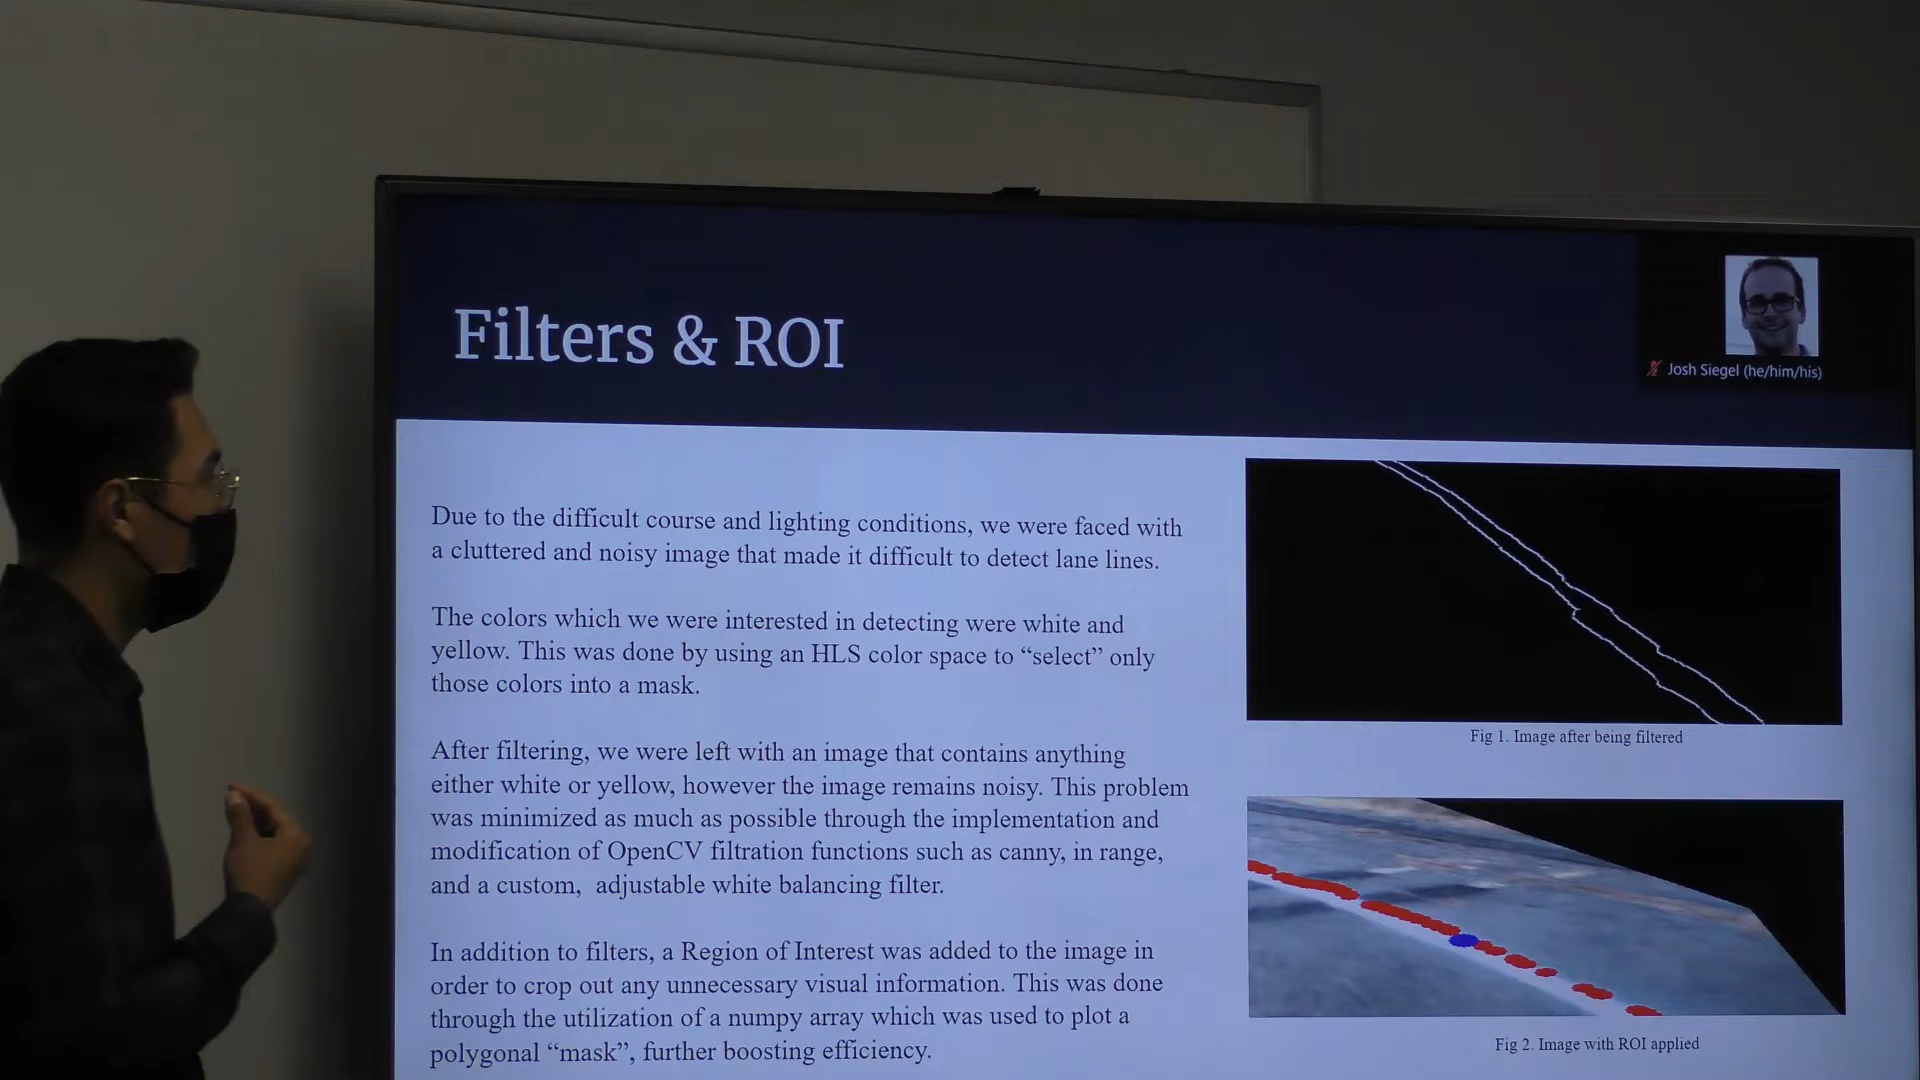 Filters & ROI
Josh Siegel (he/him/his)
Due to the difficult course and lighting conditions, we were faced with
a cluttered and noisy image that made it difficult to detect lane lines.
The colors which we were interested in detecting were white and
yellow. This was done by using an HLS color space to “select” only
those colors into a mask.
After filtering, we were left with an image that contains anything
either white or yellow, however the image remains noisy. This problem
was minimized as much as possible through the implementation and
modification of OpenCV filtration functions such as canny, in range,
and a custom,  adjustable white balancing filter.
In addition to filters, a Region of Interest was added to the image in
order to crop out any unnecessary visual information. This was done
through the utilization of a numpy array which was used to plot a
polygonal “mask”, further boosting efficiency.
Fig 1. Image after being filtered
Fig 2. Image with ROI applied